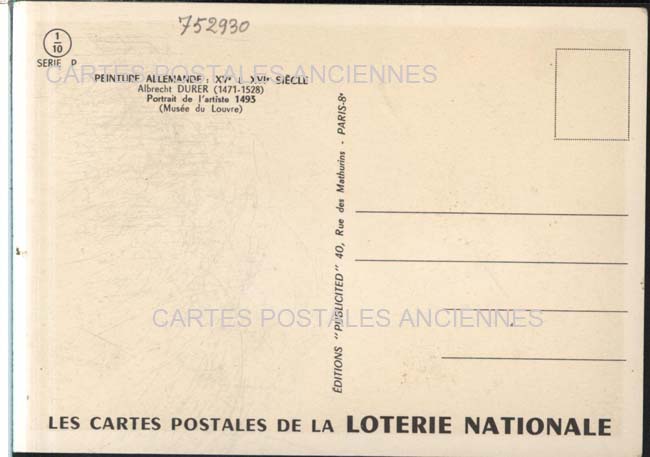 752930
1
10
SERIE P
CARTES POSTALES ANCIENNES
PEINTURE ALLEMANDE : XVe XVIe SIÈCLE
Albrecht DURER (1471-1528)
Portrait de l'artiste 1493
(Musée du Louvre)
ÉDITIONS "PUBLICITED" 40, Rue des Mathurins - PARIS-8e
CARTES POSTALES ANCIENNES
LES CARTES POSTALES DE LA LOTERIE NATIONALE